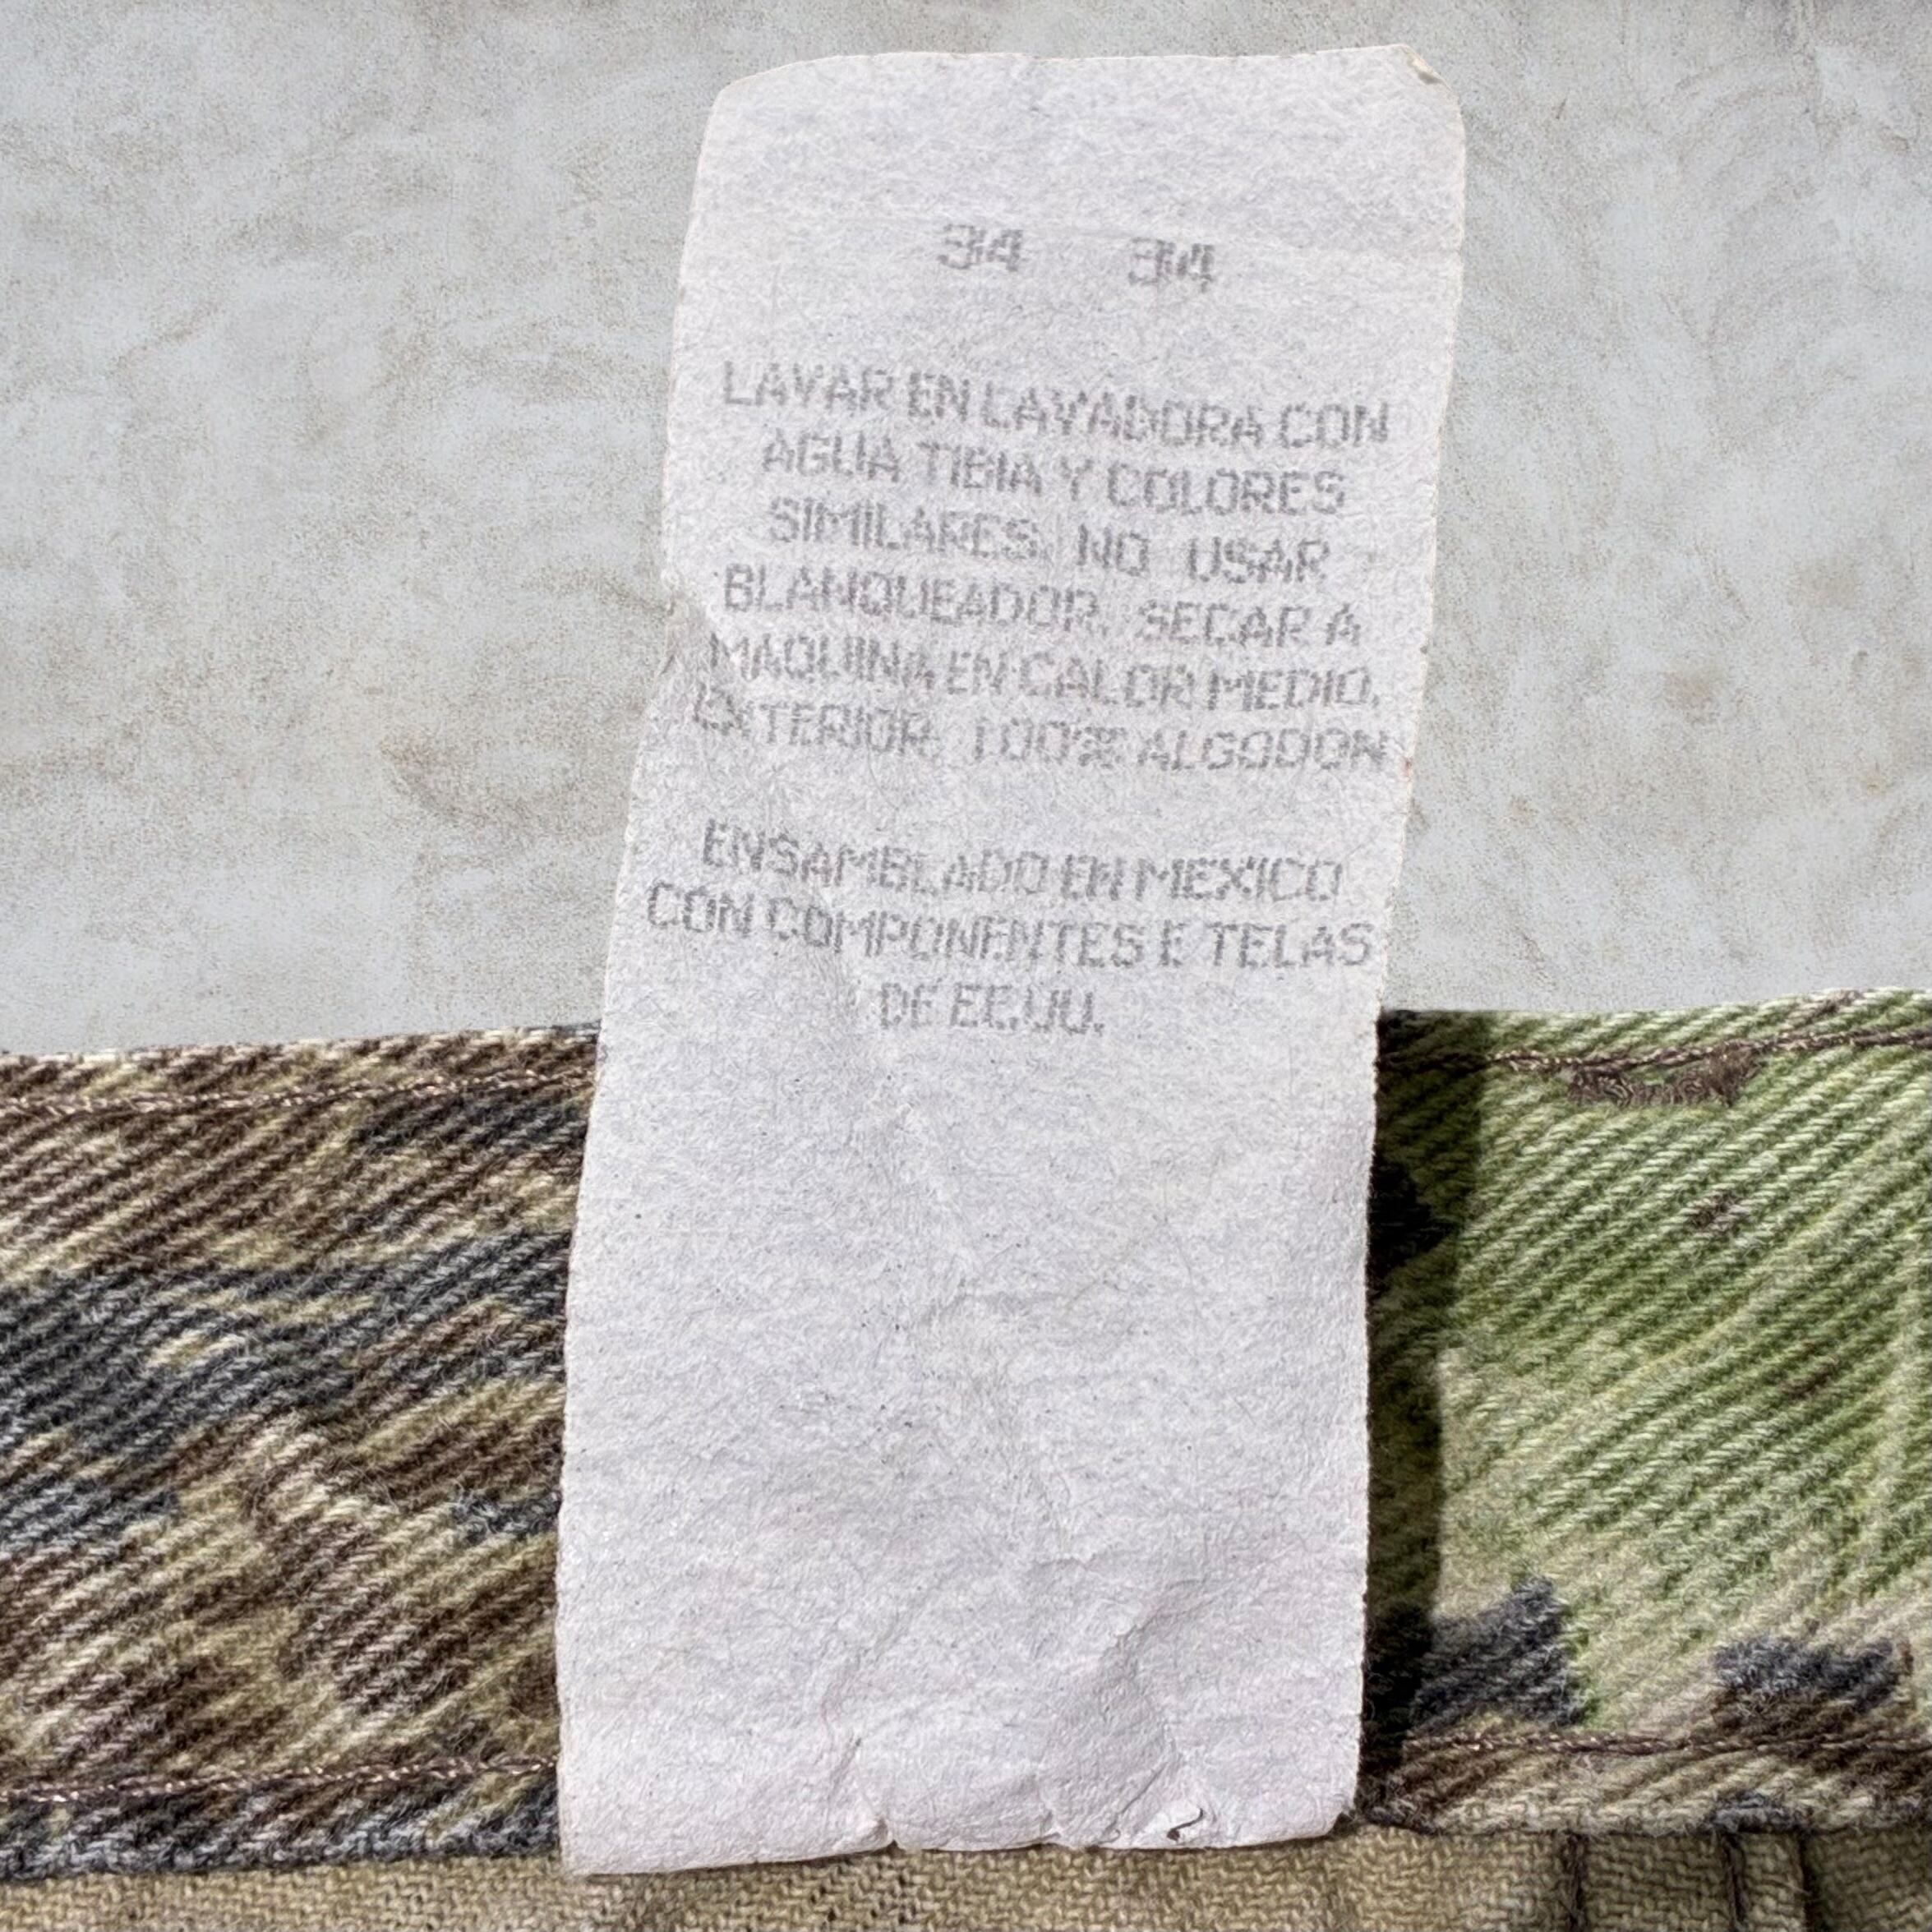 34 34
LAVAR EN LAVADORA CON
AGUA TIBIA Y COLORES
SIMILARES. NO USAR
BLANQUEADOR. SECAR A
MAQUINA EN CALOR MEDIO.
EXTERIOR: 100% ALGODON
ENSAMBLADO EN MEXICO
CON COMPONENTES E TELAS
DE EE.UU.